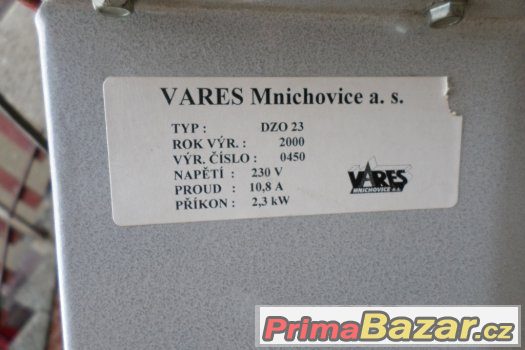 VARES Mnichovice a. s.
TYP : DZO 23
ROK VÝR. : 2000
VÝR. ČÍSLO : 0450
NAPĚTÍ : 230 V
PROUD : 10,8 A
PŘÍKON : 2,3 kW
VARES
MNICHOVICE a.s.
PrimaBazar.cz